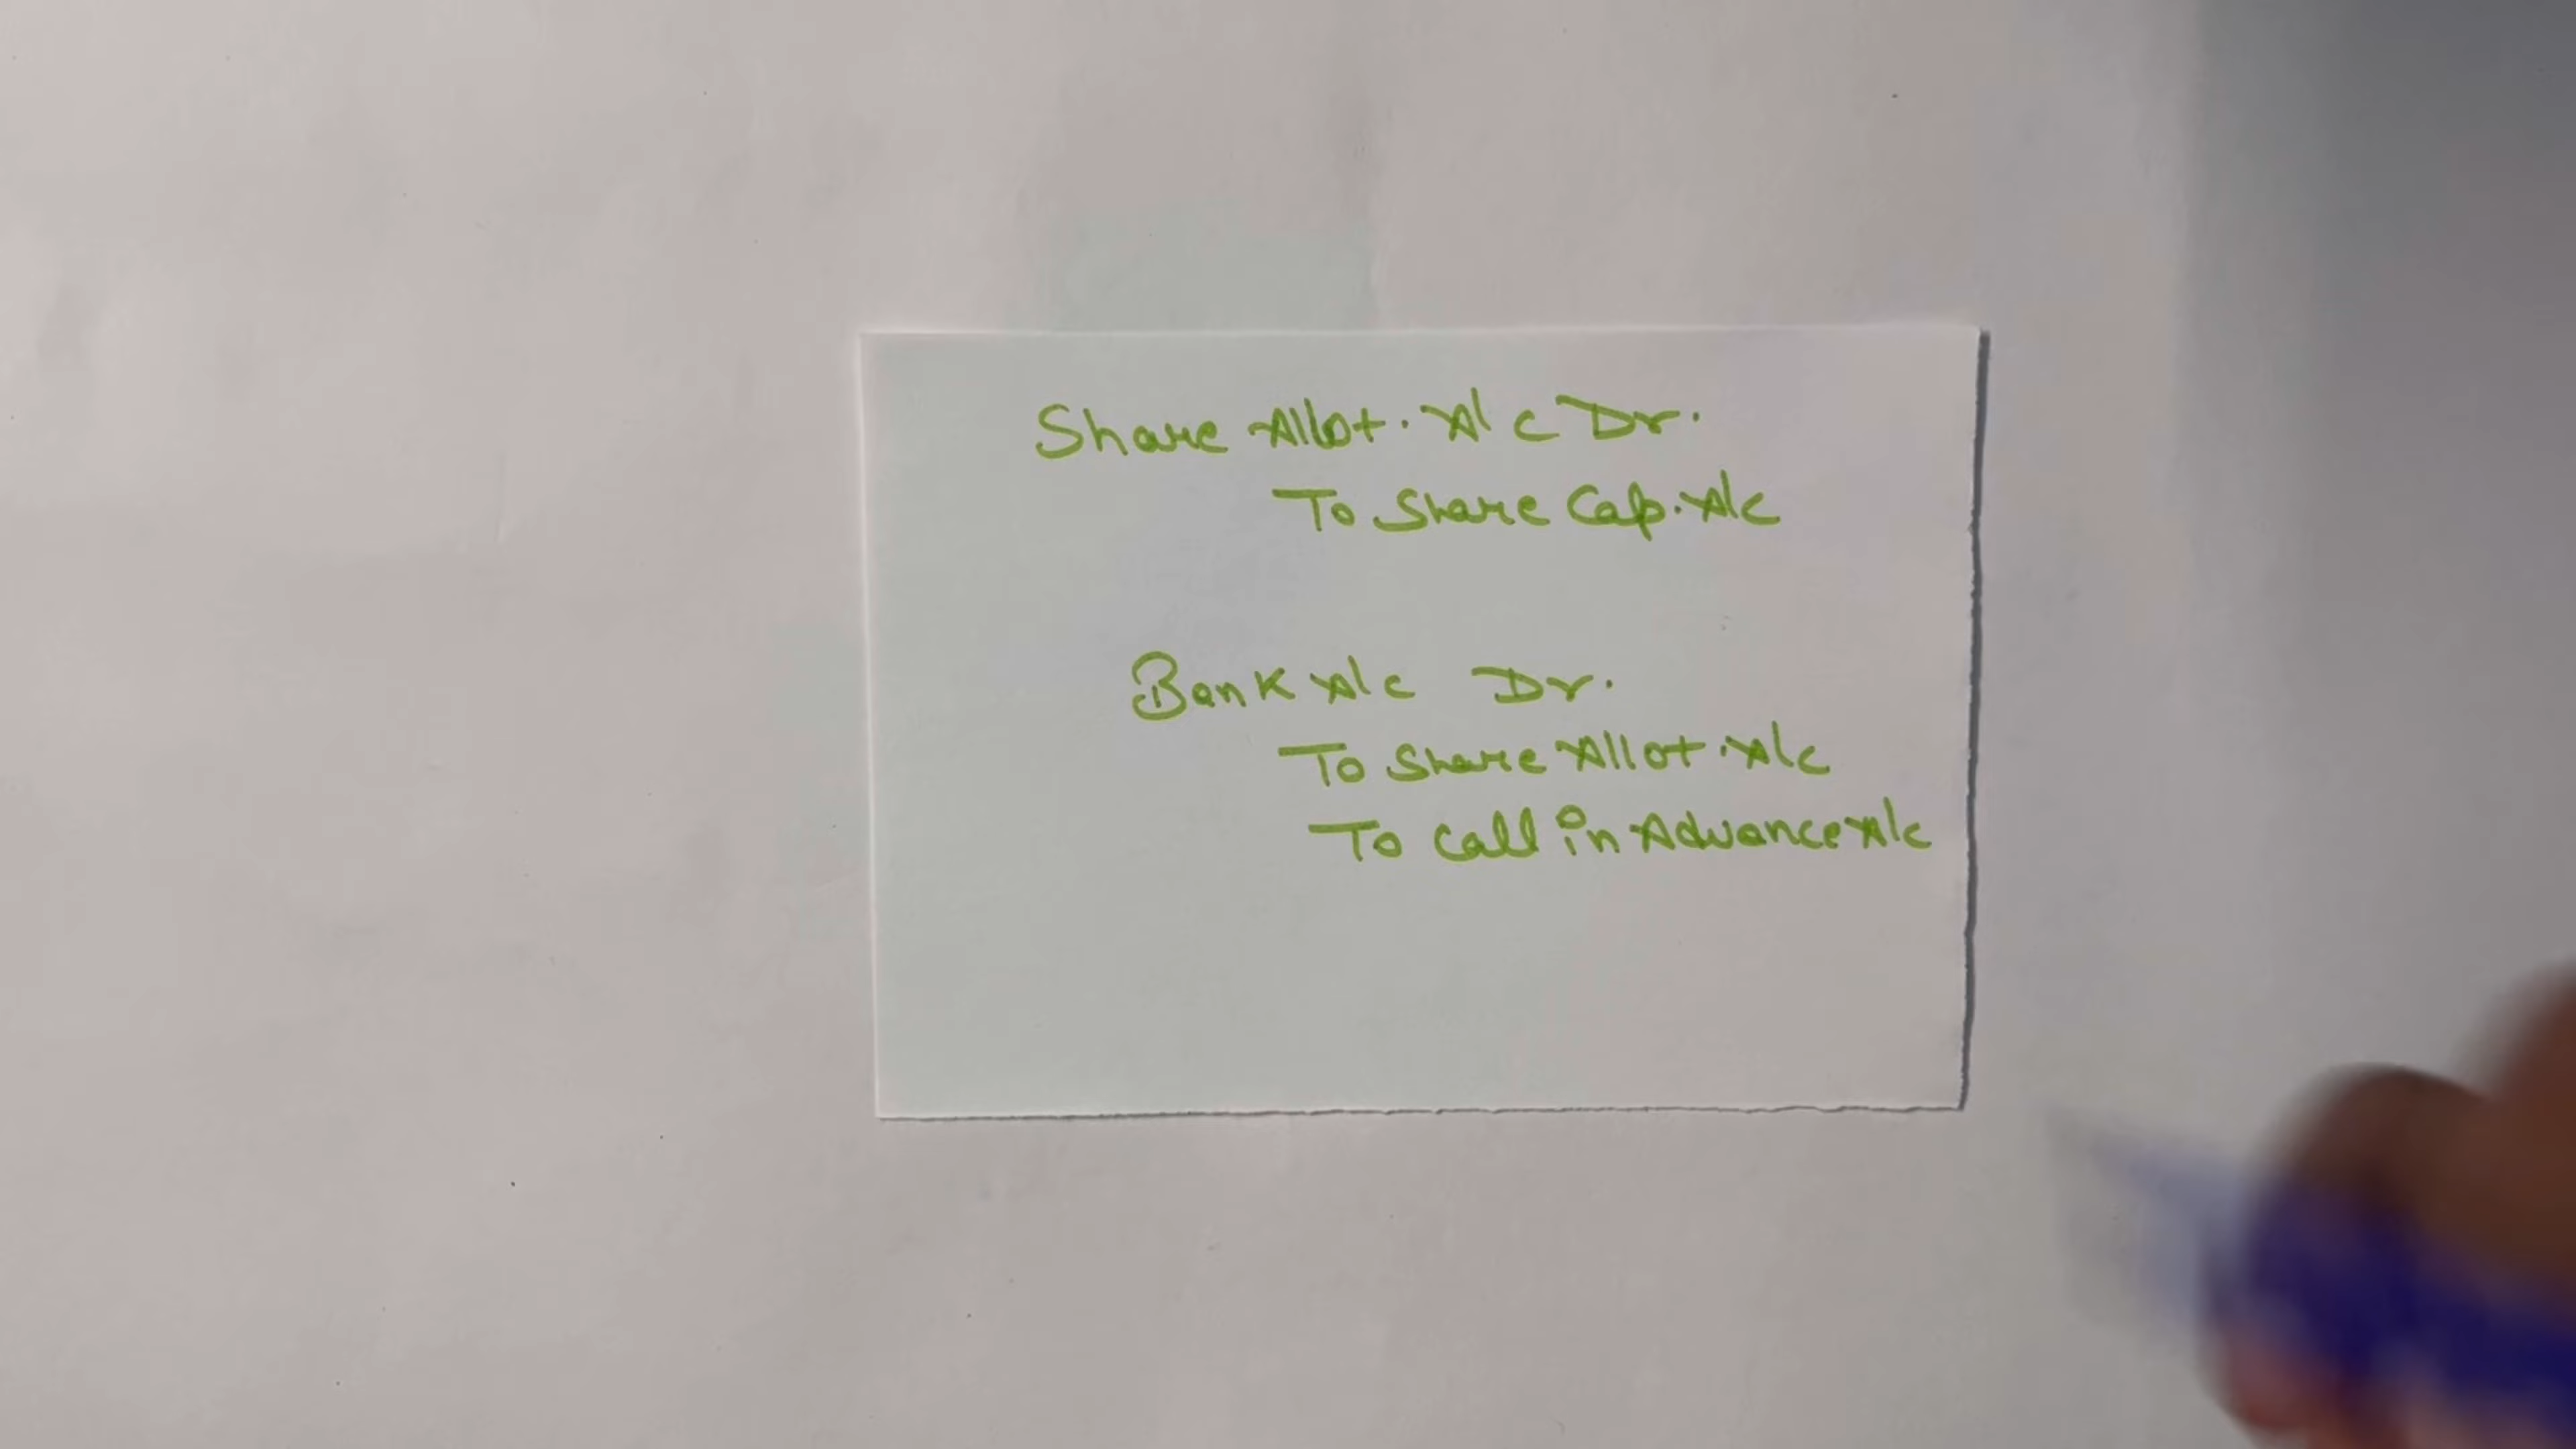 Share Allot. A/c Dr.
To Share Cap. A/c
Bank A/c Dr.
To Share Allot. A/c
To Call in Advance A/c